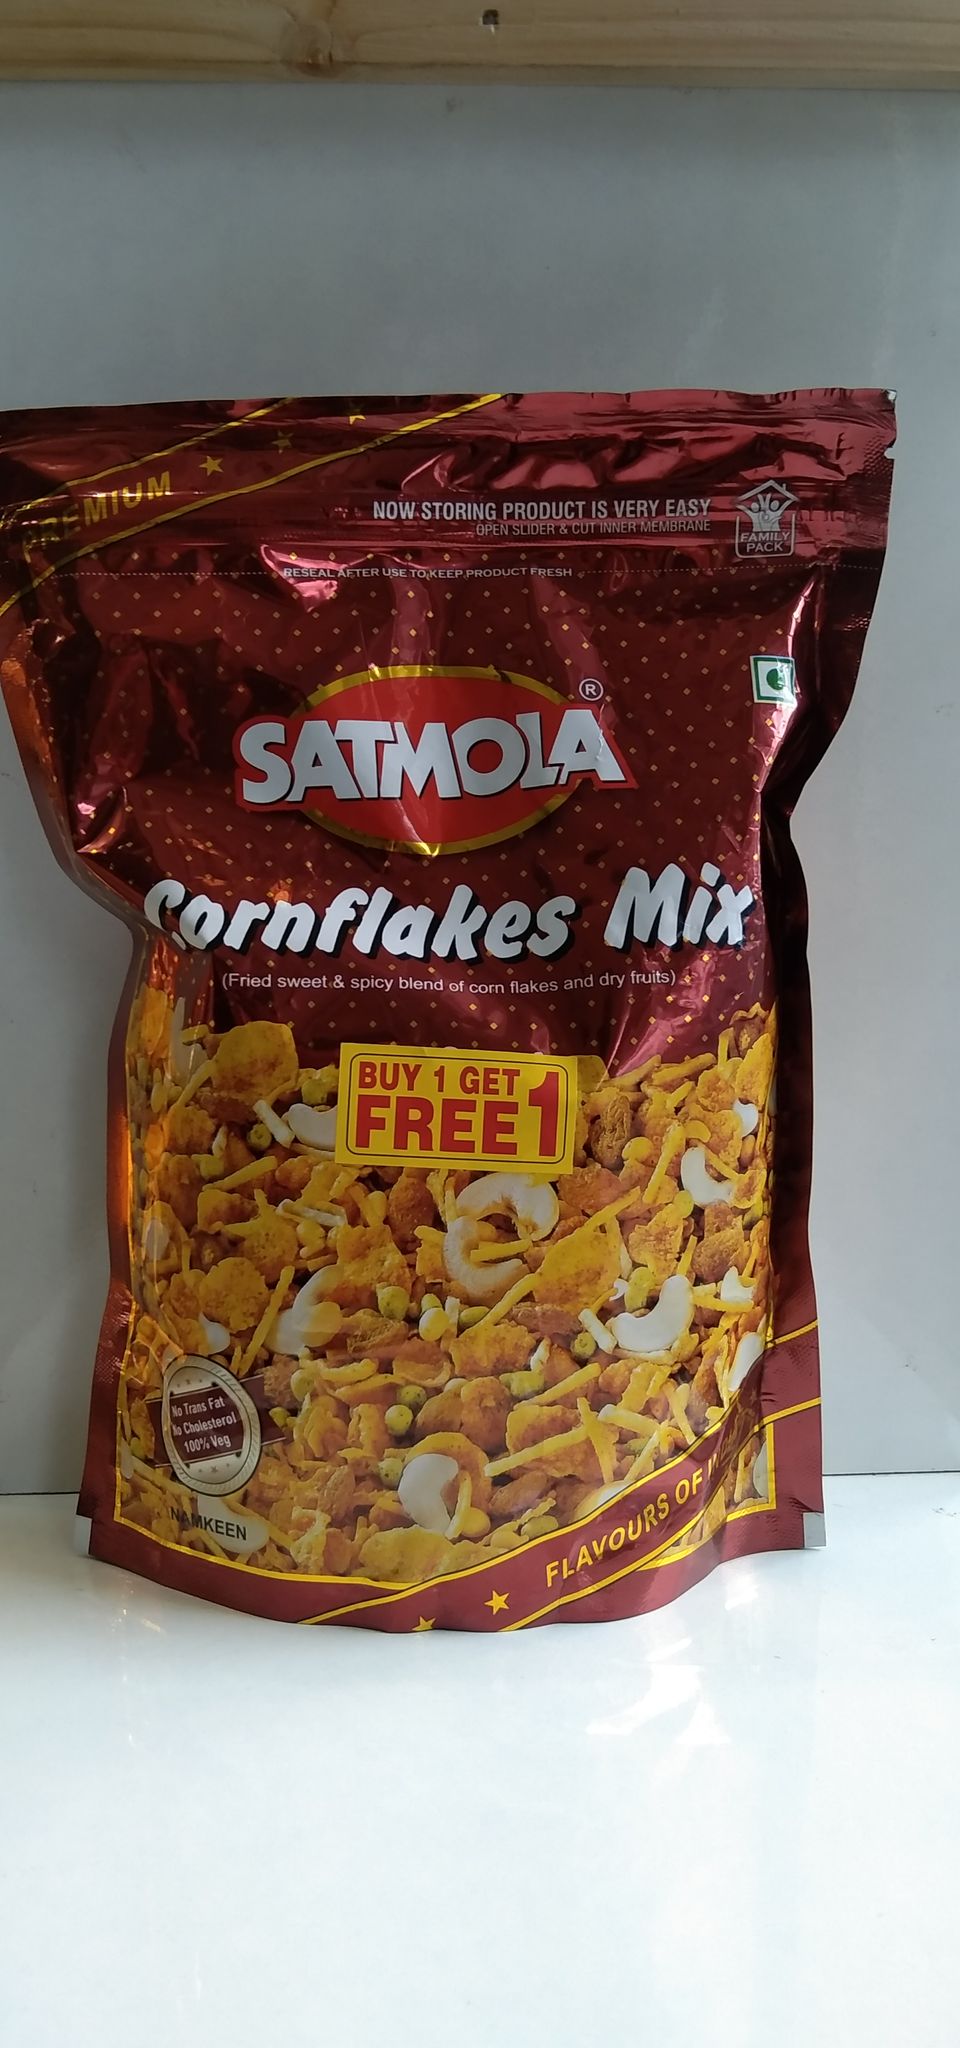 PREMIUM
NOW STORING PRODUCT IS VERY EASY
OPEN SLIDER & CUT INNER MEMBRANE
FAMILY
PACK
RESEAL AFTER USE TO KEEP PRODUCT FRESH
SATMOLA®
Cornflakes Mix
(Fried sweet & spicy blend of corn flakes and dry fruits)
BUY 1 GET
FREE 1
No Trans Fat
No Cholesterol
100% Veg
NAMKEEN
FLAVOURS OF